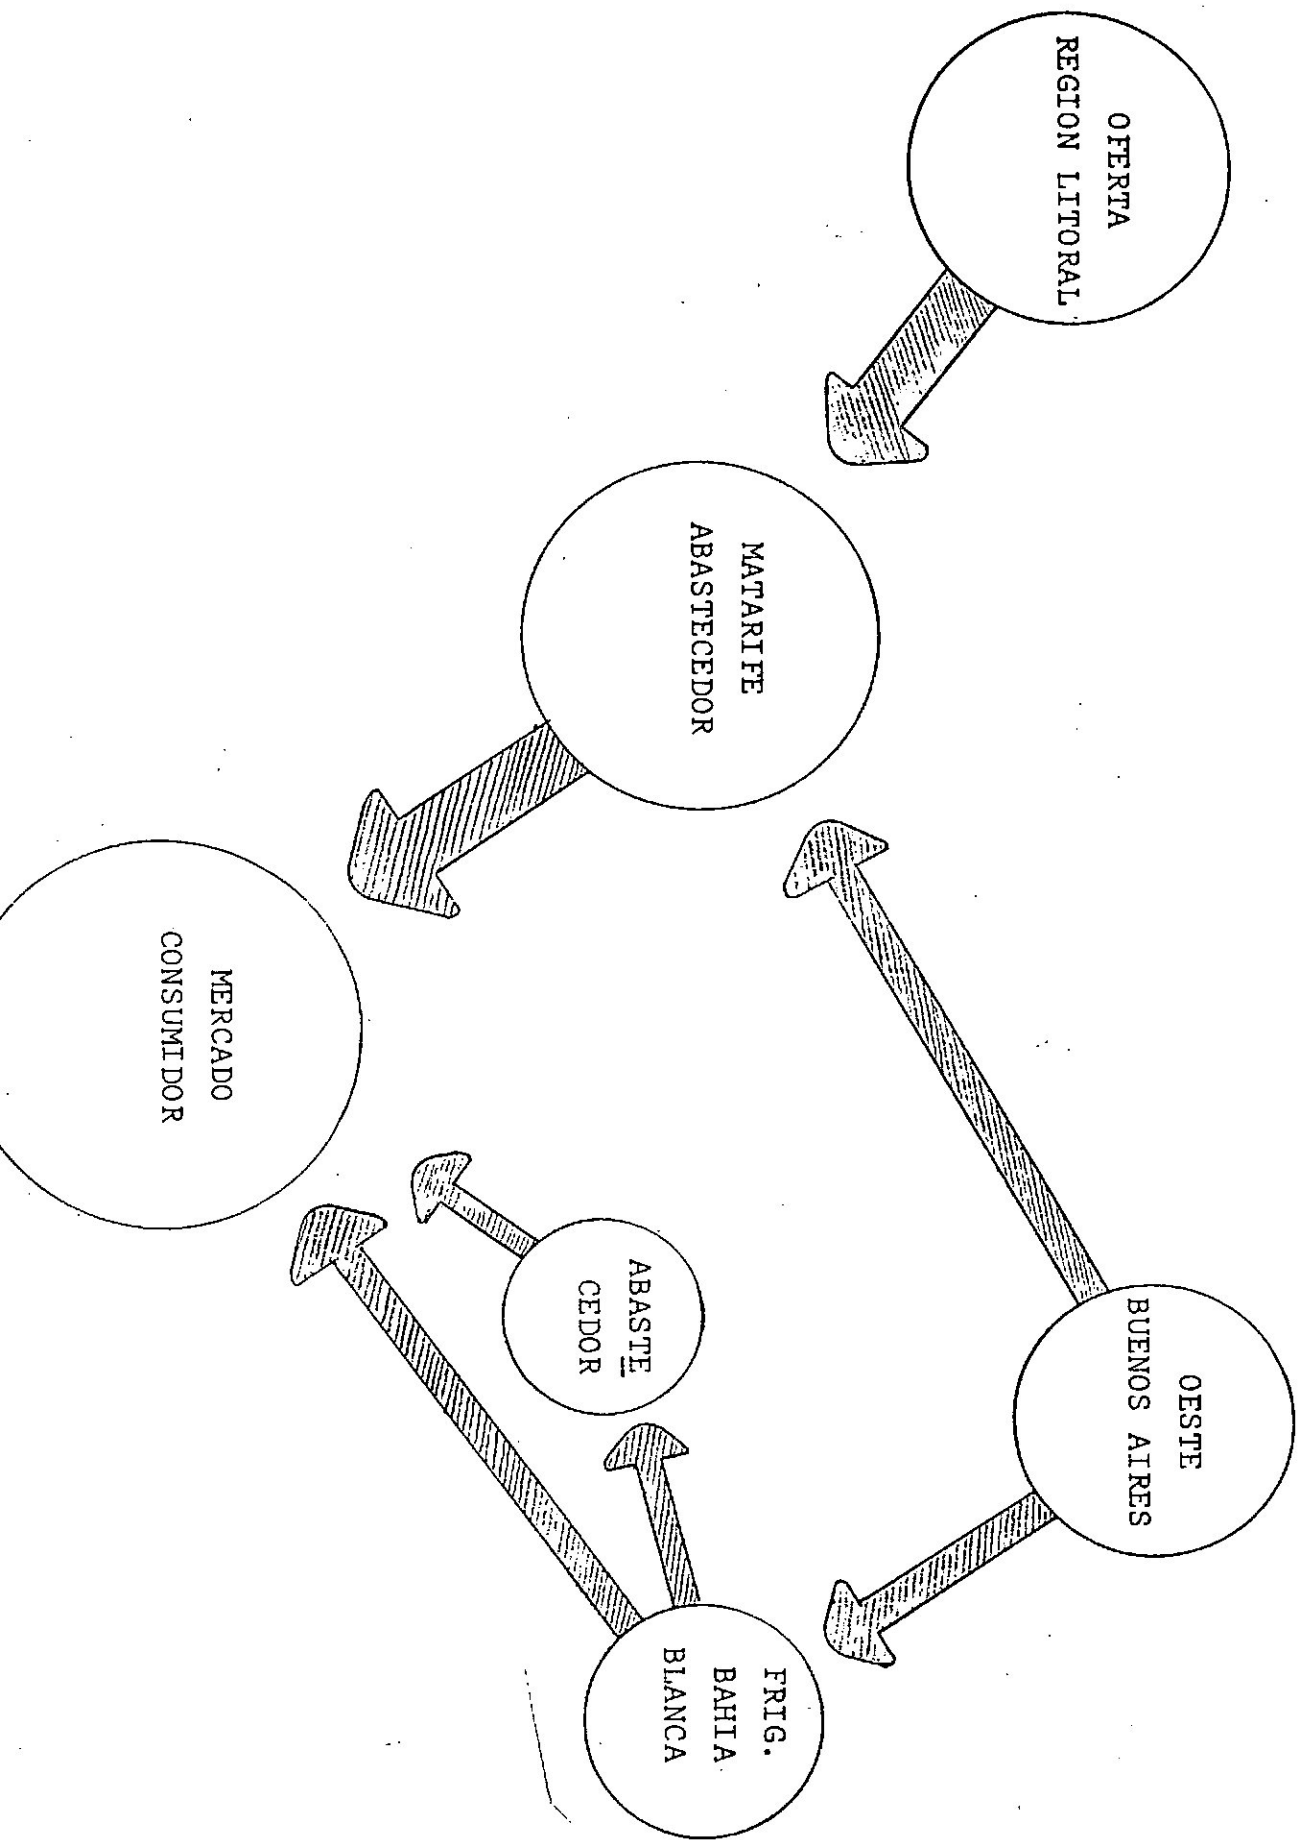 OFERTA
REGION LITORAL
OESTE
BUENOS AIRES
MATARIFE
ABASTECEDOR
FRIG.
BAHIA
BLANCA
ABASTE
CEDOR
MERCADO
CONSUMIDOR